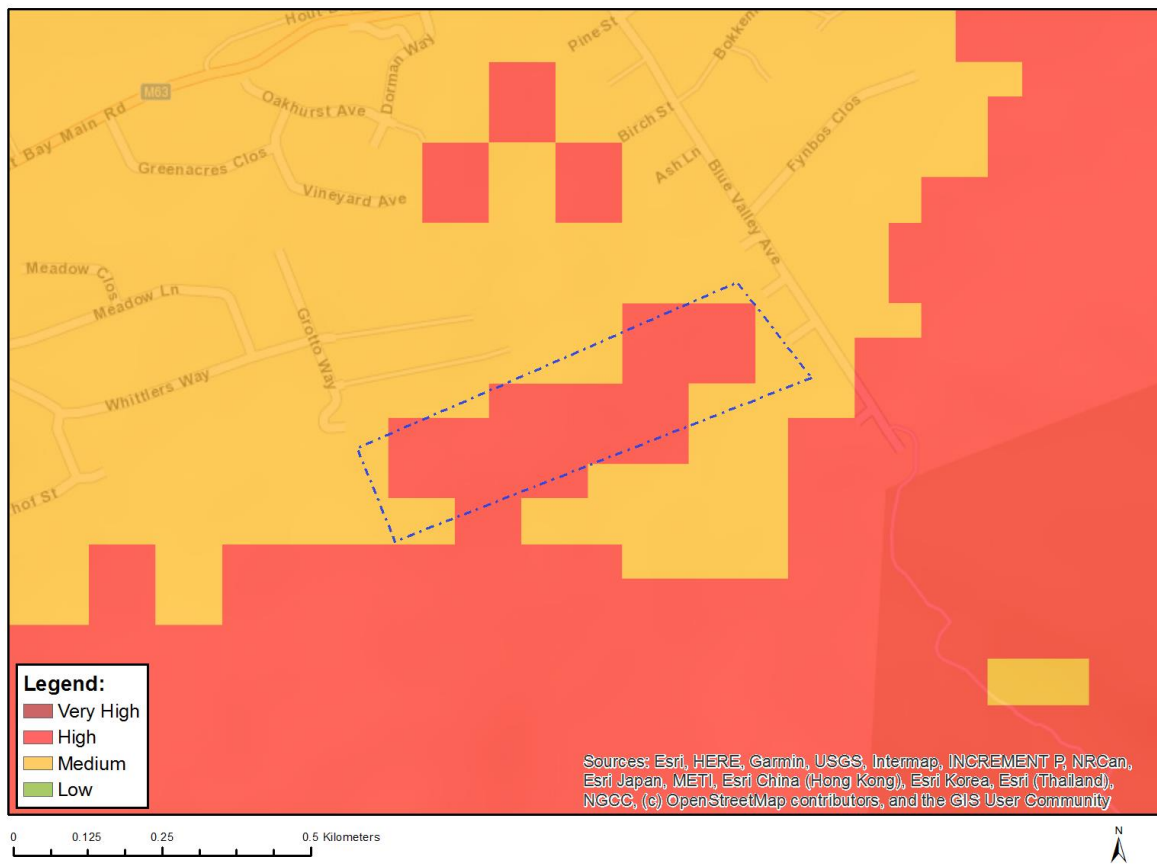 Hout B
Pine St
Bokkem
Dorman Way
M63
Oakhurst Ave
t Bay Main Rd
Birch St
Fynbos Clos
Greenacres Clos
Ash Ln
Vineyard Ave
Blue Valley Ave
Meadow Clos
Meadow Ln
Grotto Way
Whittlers Way
hof St
Legend:
Very High
High
Medium
Low
Sources: Esri, HERE, Garmin, USGS, Intermap, INCREMENT P, NRCan,
Esri Japan, METI, Esri China (Hong Kong), Esri Korea, Esri (Thailand),
NGCC, (c) OpenStreetMap contributors, and the GIS User Community
0 0.125 0.25 0.5 Kilometers
N